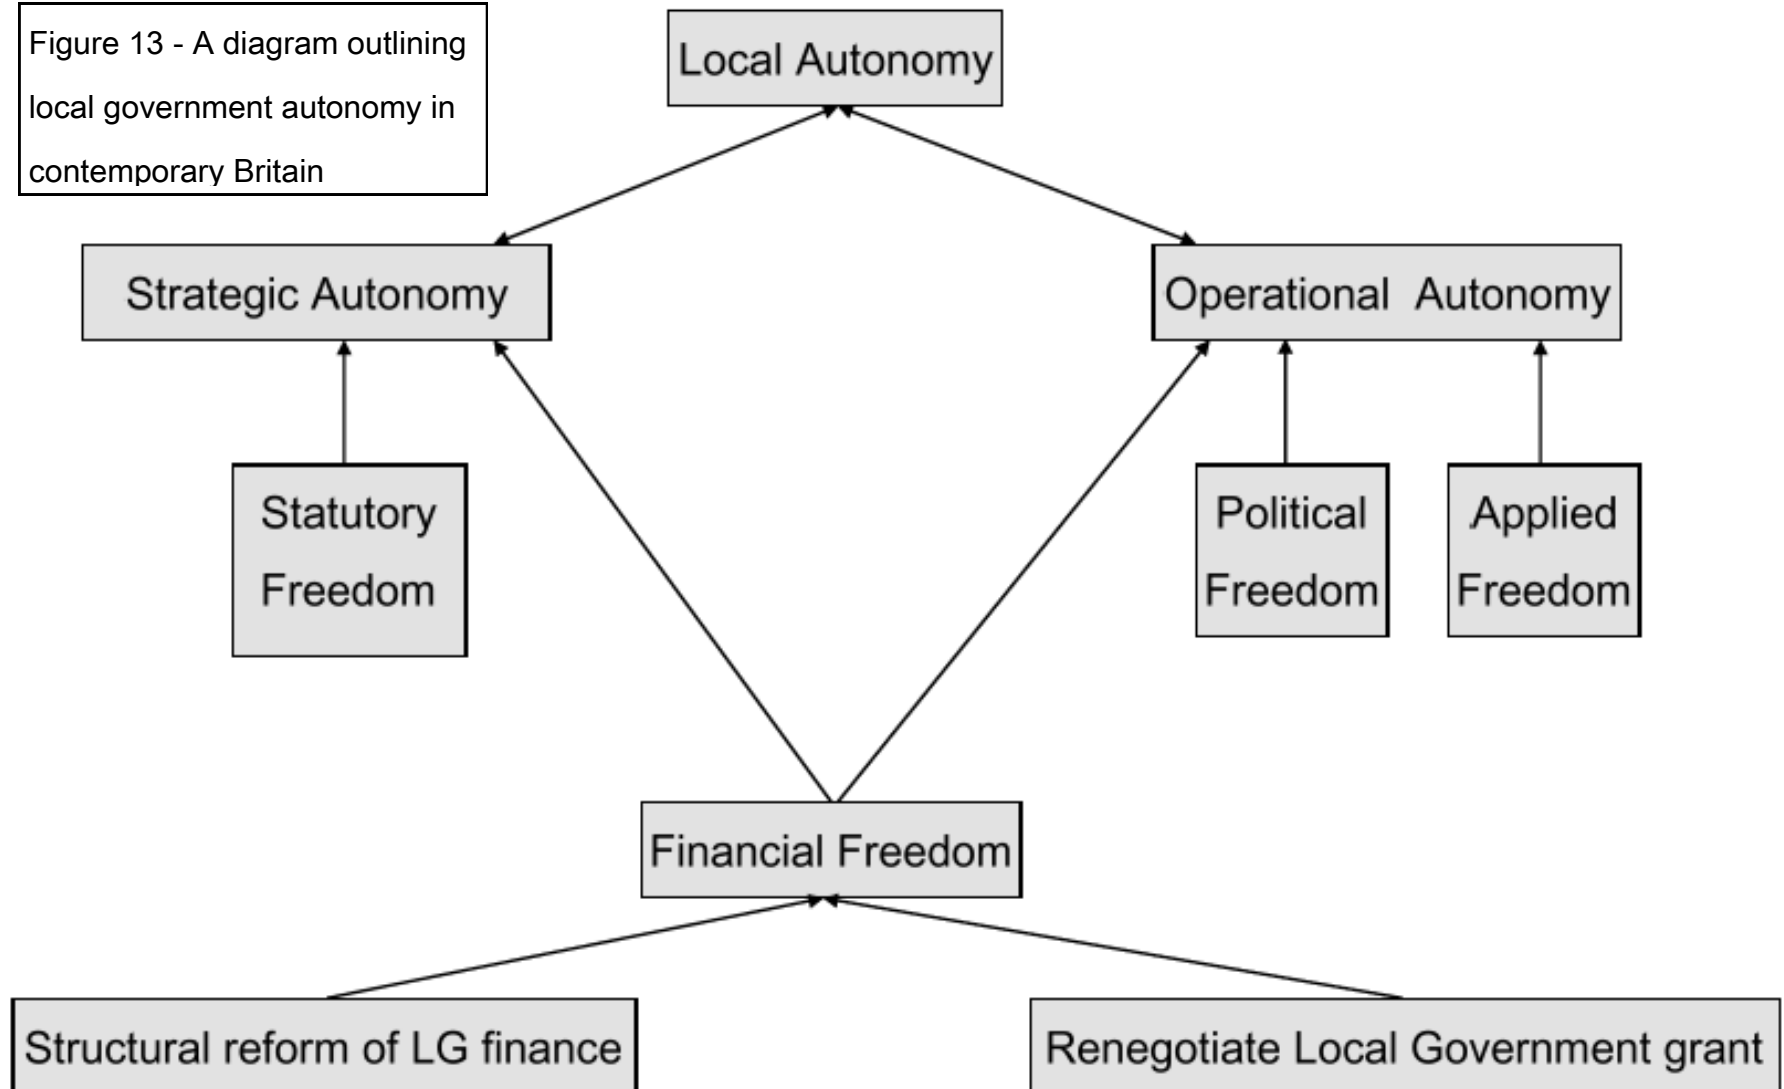 Figure 13 - A diagram outlining
local government autonomy in
contemporary Britain
Local Autonomy
Strategic Autonomy
Operational Autonomy
Statutory
Freedom
Political
Freedom
Applied
Freedom
Financial Freedom
Structural reform of LG finance
Renegotiate Local Government grant